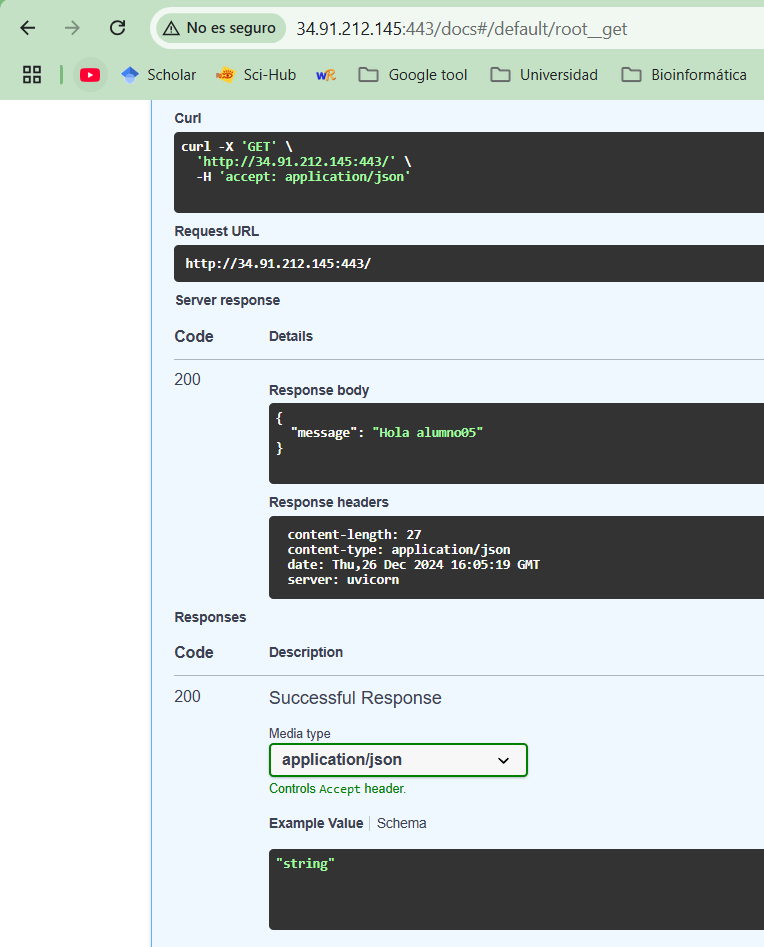 No es seguro 34.91.212.145:443/docs#/default/root__get
Scholar Sci-Hub wR Google tool Universidad Bioinformática
Curl
curl -X 'GET' \
'http://34.91.212.145:443/' \
-H 'accept: application/json'
Request URL
http://34.91.212.145:443/
Server response
Code Details
200
Response body
{
"message": "Hola alumno05"
}
Response headers
content-length: 27
content-type: application/json
date: Thu,26 Dec 2024 16:05:19 GMT
server: uvicorn
Responses
Code Description
200 Successful Response
Media type
application/json
Controls Accept header.
Example Value Schema
"string"